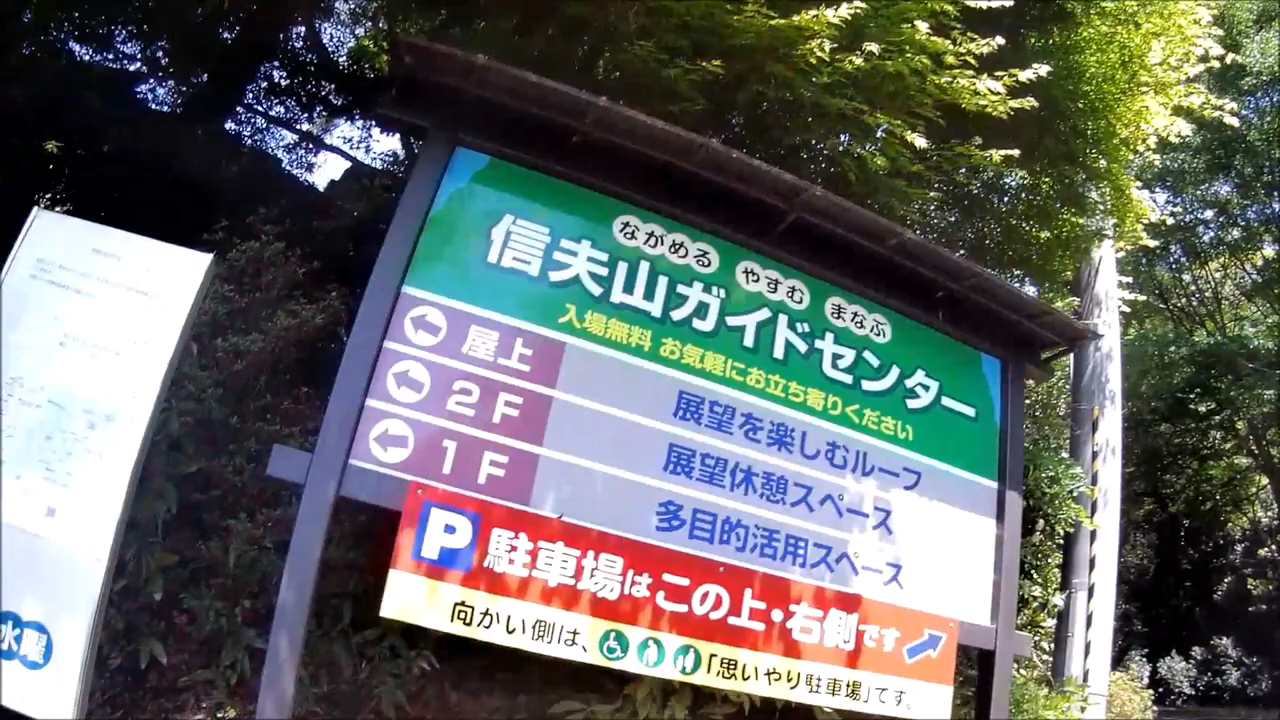 ながめる やすむ まなぶ
信夫山ガイドセンター
入場無料 お気軽にお立ち寄りください
屋上 展望を楽しむルーフ
2F 展望休憩スペース
1F 多目的活用スペース
P 駐車場は この上・右側です
向かい側は、「思いやり駐車場」です。
水曜